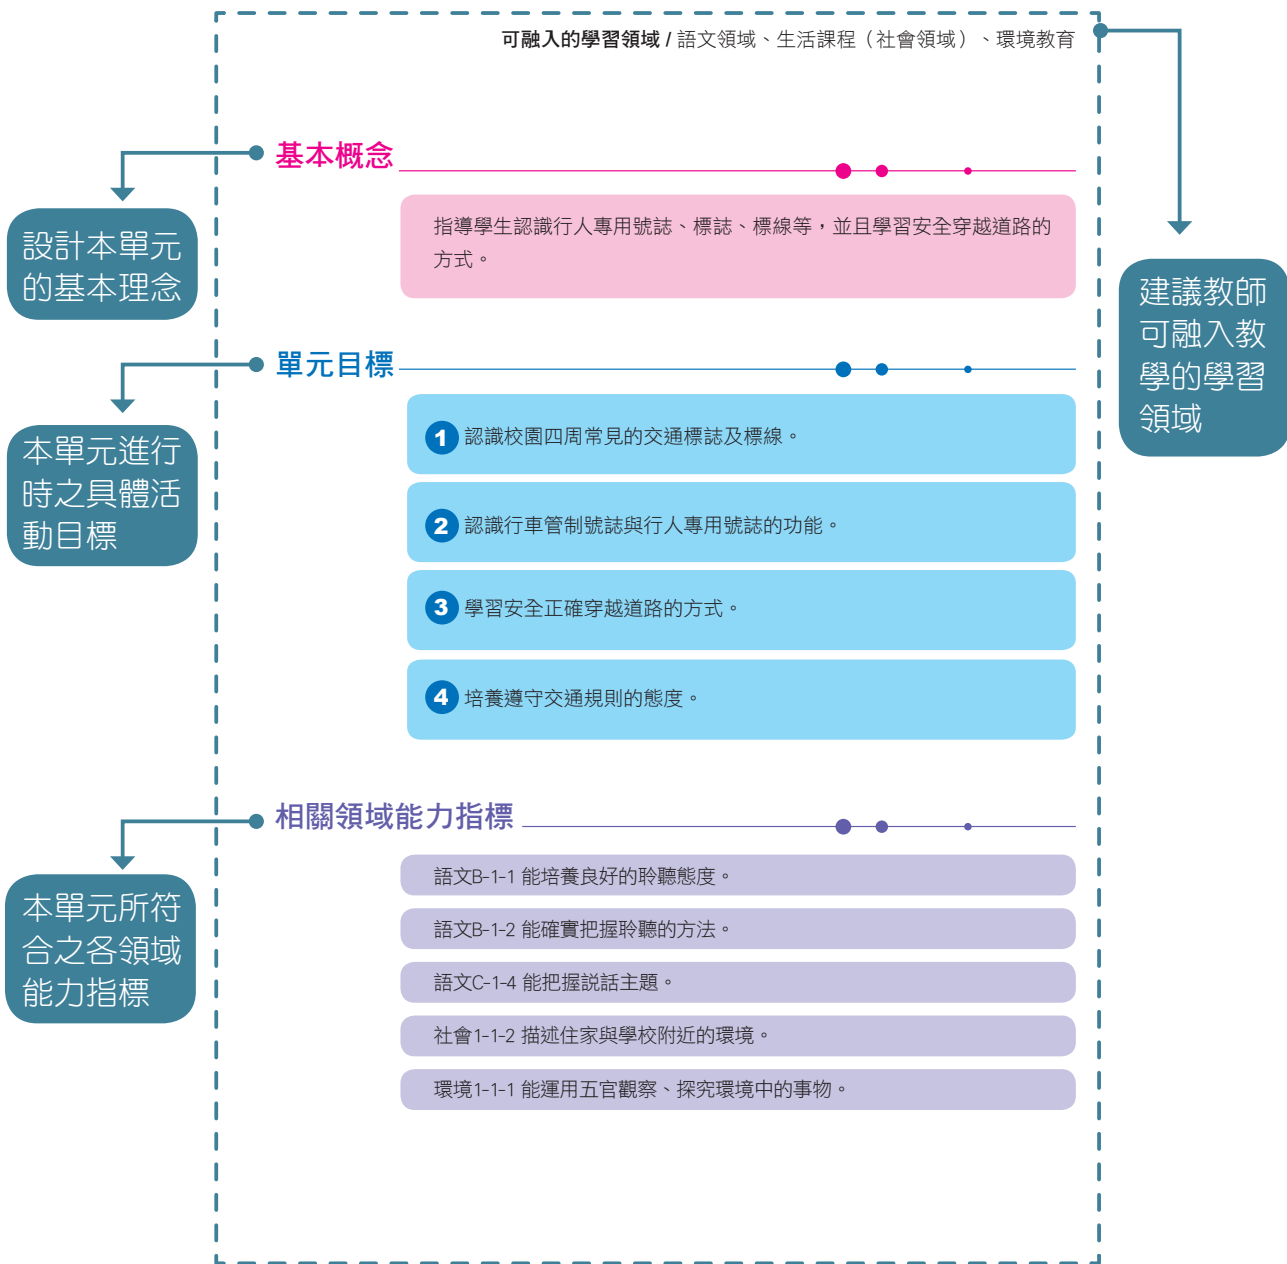 可融入的學習領域 / 語文領域、生活課程（社會領域）、環境教育
基本概念
指導學生認識行人專用號誌、標誌、標線等，並且學習安全穿越道路的
方式。
設計本單元
的基本理念
建議教師
可融入教
學的學習
領域
單元目標
1 認識校園四周常見的交通標誌及標線。
2 認識行車管制號誌與行人專用號誌的功能。
3 學習安全正確穿越道路的方式。
4 培養遵守交通規則的態度。
本單元進行
時之具體活
動目標
相關領域能力指標
語文B-1-1 能培養良好的聆聽態度。
語文B-1-2 能確實把握聆聽的方法。
語文C-1-4 能把握說話主題。
社會1-1-2 描述住家與學校附近的環境。
環境1-1-1 能運用五官觀察、探究環境中的事物。
本單元所符
合之各領域
能力指標